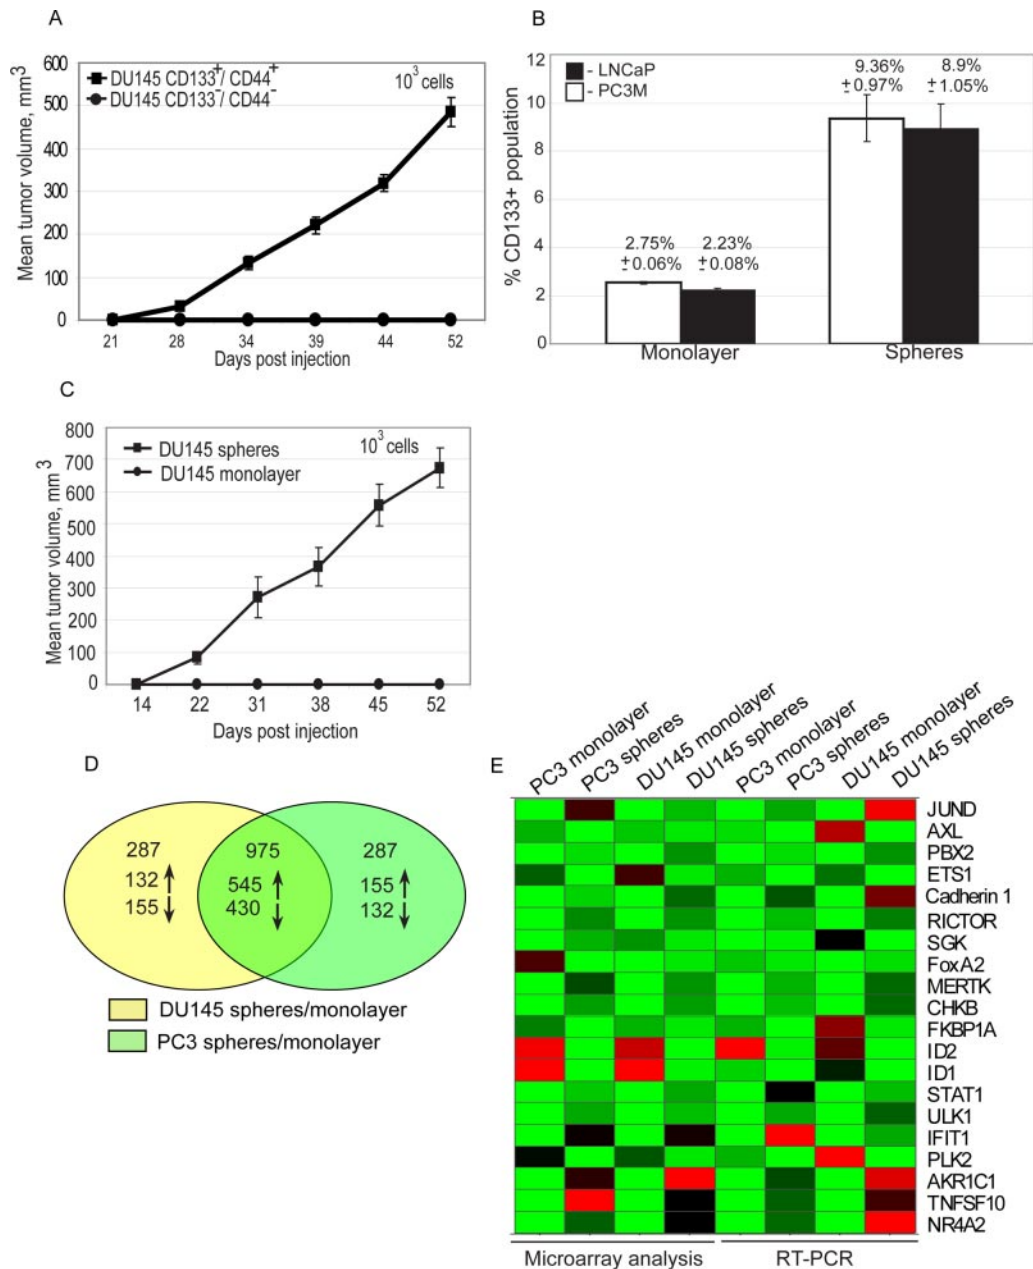 A
Mean tumor volume, mm3
600
500
400
300
200
100
0
DU145 CD133+/ CD44+
DU145 CD133-/ CD44-
10^3 cells
21 28 34 39 44 52
Days post injection
B
% CD133+ population
12
10
8
6
4
2
0
- LNCaP
- PC3M
2.75% 2.23%
±0.06% ±0.08%
9.36% 8.9%
±0.97% ±1.05%
Monolayer Spheres
C
Mean tumor volume, mm3
800
700
600
500
400
300
200
100
0
DU145 spheres
DU145 monolayer
10^3 cells
14 22 31 38 45 52
Days post injection
D
287 975 287
132 545 155
155 430 132
DU145 spheres/monolayer
PC3 spheres/monolayer
E
PC3 monolayer
PC3 spheres
DU145 monolayer
DU145 spheres
PC3 monolayer
PC3 spheres
DU145 monolayer
DU145 spheres
JUND
AXL
PBX2
ETS1
Cadherin 1
RICTOR
SGK
FoxA2
MERTK
CHKB
FKBP1A
ID2
ID1
STAT1
ULK1
IFIT1
PLK2
AKR1C1
TNFSF10
NR4A2
Microarray analysis RT-PCR